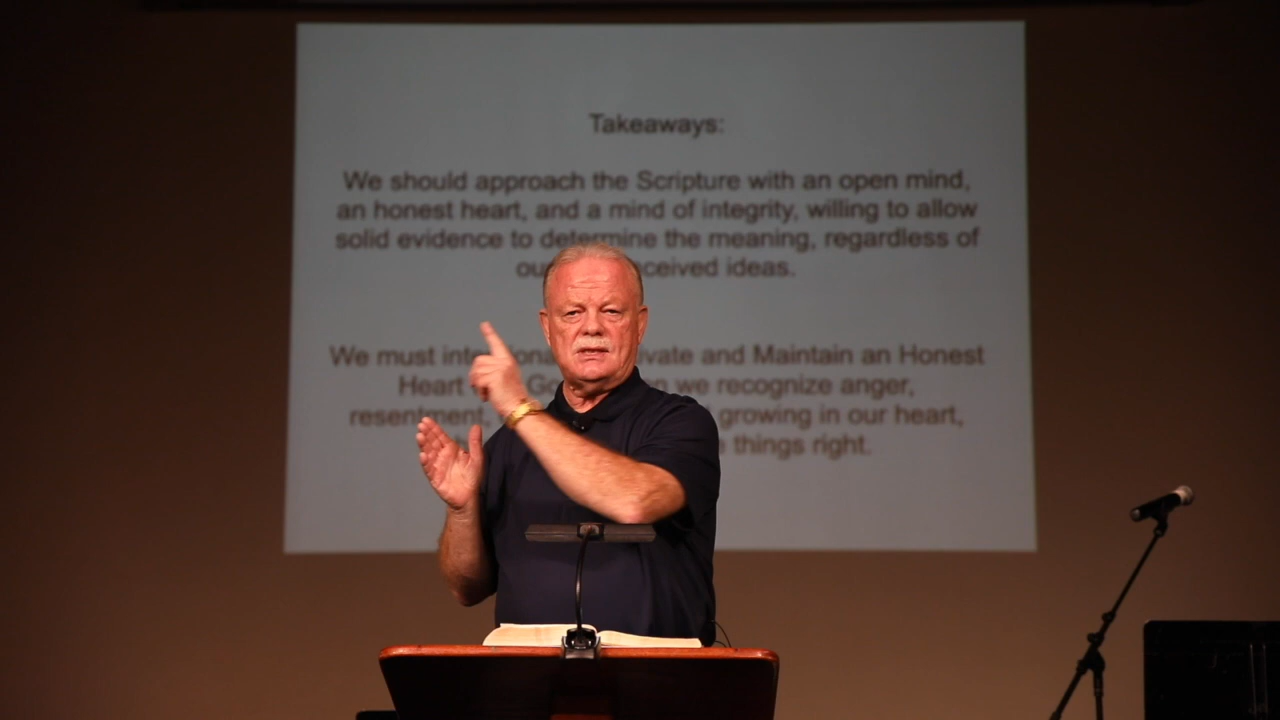 Takeaways:
We should approach the Scripture with an open mind,
an honest heart, and a mind of integrity, willing to allow
solid evidence to determine the meaning, regardless of
ideas.
We must and Maintain an Honest
Heart we recognize anger,
resentment, growing in our heart,
things right.